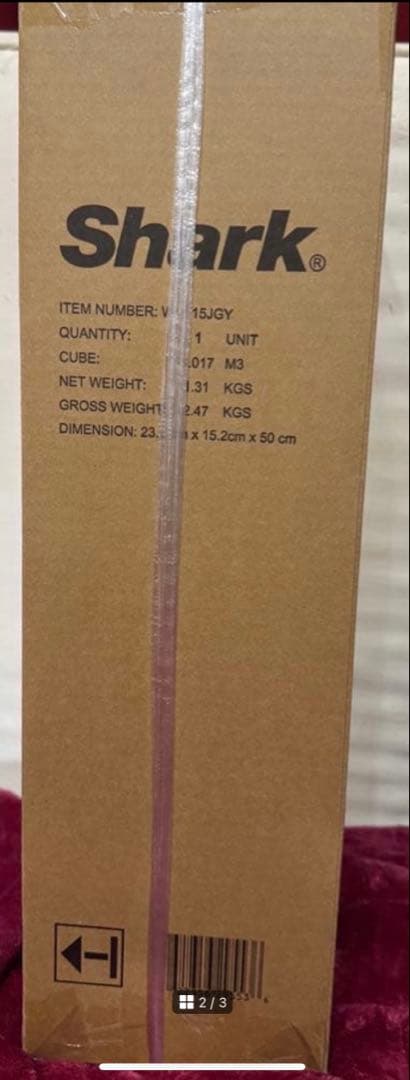 Shark®
ITEM NUMBER: 15JGY
QUANTITY: 1 UNIT
CUBE: .017 M3
NET WEIGHT: .31 KGS
GROSS WEIGHT 2.47 KGS
DIMENSION: 23. x 15.2cm x 50 cm
2 / 3